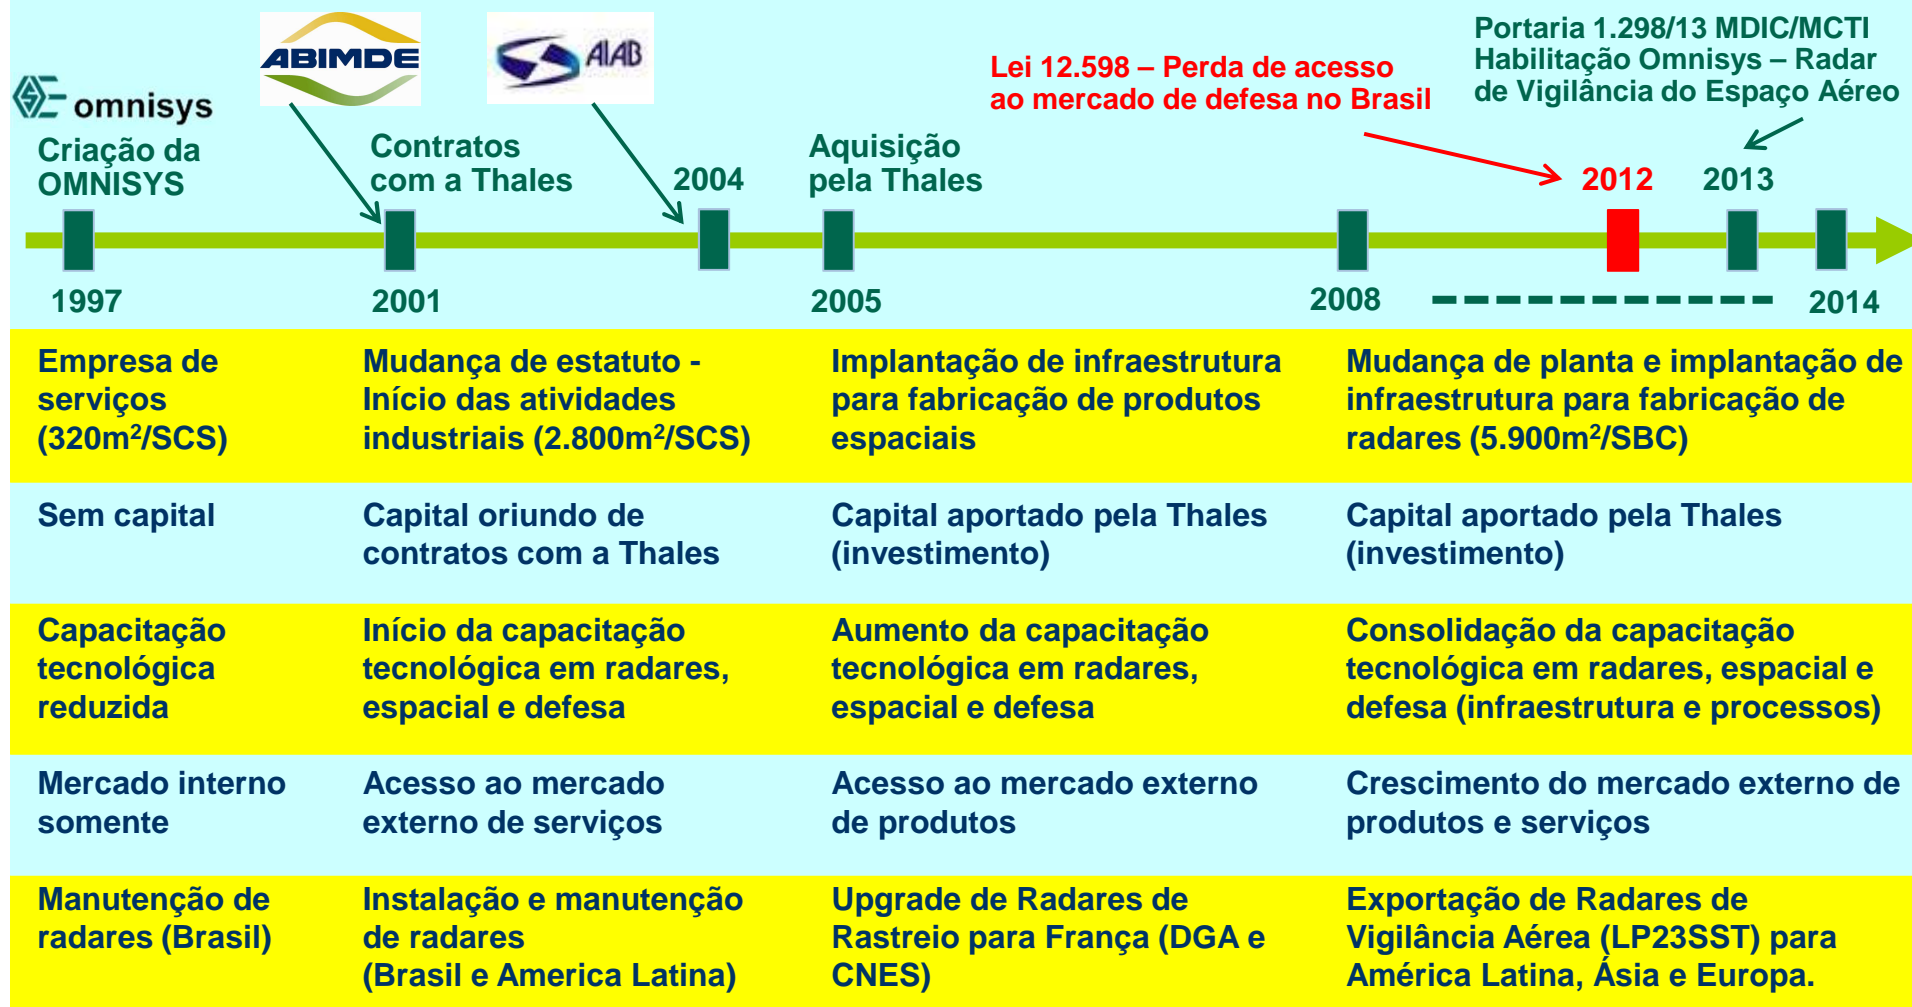 ABIMDE
AIAB
Portaria 1.298/13 MDIC/MCTI
Habilitação Omnisys – Radar
de Vigilância do Espaço Aéreo
Lei 12.598 – Perda de acesso
ao mercado de defesa no Brasil
omnisys
Criação da
OMNISYS
Contratos
com a Thales
2004
Aquisição
pela Thales
2012
2013
1997
2001
2005
2008
2014
Empresa de
serviços
(320m²/SCS)
Mudança de estatuto -
Início das atividades
industriais (2.800m²/SCS)
Implantação de infraestrutura
para fabricação de produtos
espaciais
Mudança de planta e implantação de
infraestrutura para fabricação de
radares (5.900m²/SBC)
Sem capital
Capital oriundo de
contratos com a Thales
Capital aportado pela Thales
(investimento)
Capital aportado pela Thales
(investimento)
Capacitação
tecnológica
reduzida
Início da capacitação
tecnológica em radares,
espacial e defesa
Aumento da capacitação
tecnológica em radares,
espacial e defesa
Consolidação da capacitação
tecnológica em radares, espacial e
defesa (infraestrutura e processos)
Mercado interno
somente
Acesso ao mercado
externo de serviços
Acesso ao mercado externo
de produtos
Crescimento do mercado externo de
produtos e serviços
Manutenção de
radares (Brasil)
Instalação e manutenção
de radares
(Brasil e America Latina)
Upgrade de Radares de
Rastreio para França (DGA e
CNES)
Exportação de Radares de
Vigilância Aérea (LP23SST) para
América Latina, Ásia e Europa.